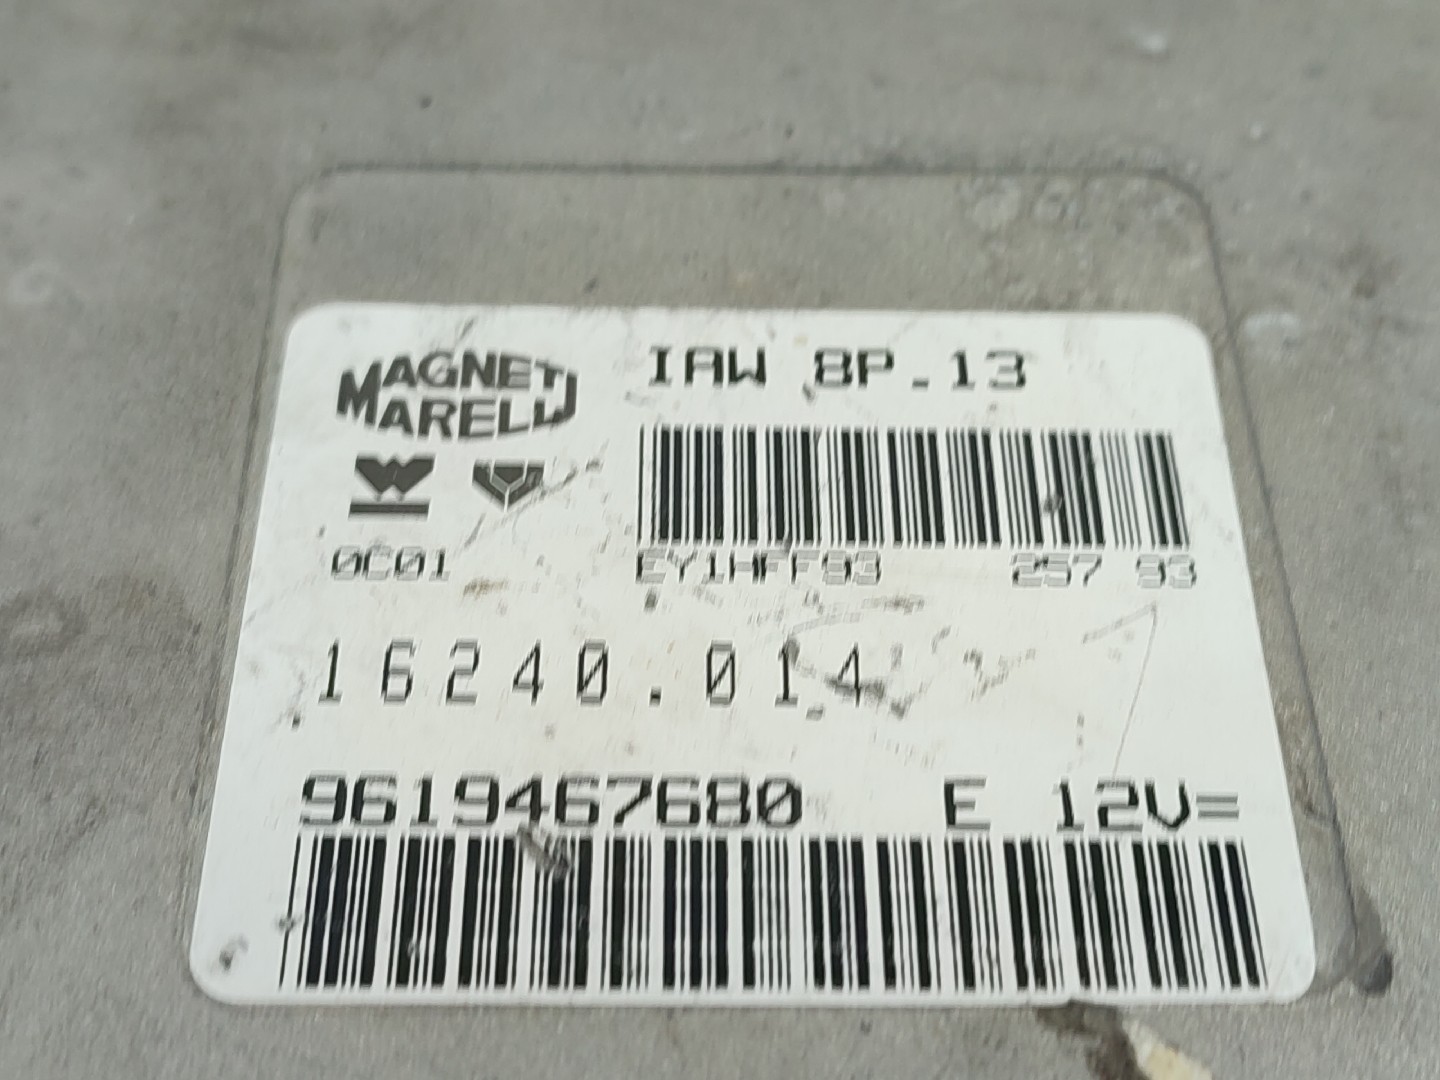 MAGNETI
MARELLI
IAW 8P.13
0C01
EY1HFF93 257 93
16240.014
9619467680 E 12V=